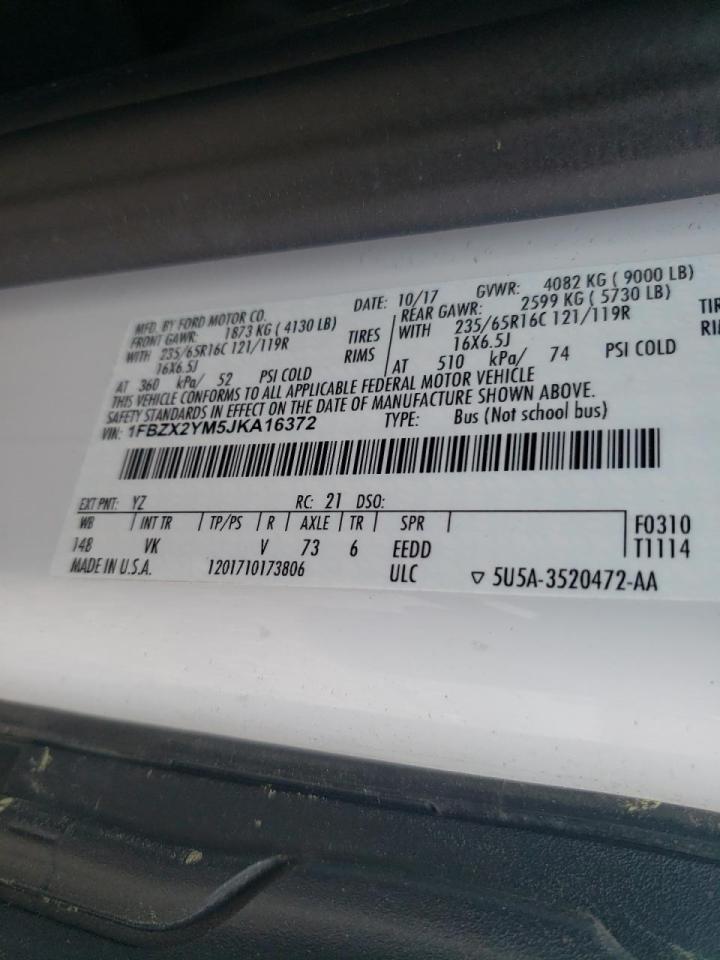 MFD. BY FORD MOTOR CO. DATE: 10/17 GVWR: 4082 KG ( 9000 LB)
FRONT GAWR: 1873 KG ( 4130 LB) REAR GAWR: 2599 KG ( 5730 LB)
WITH 235/65R16C 121/119R TIRES WITH 235/65R16C 121/119R
16X6.5J RIMS 16X6.5J
AT 360 kPa/ 52 PSI COLD AT 510 kPa/ 74 PSI COLD
THIS VEHICLE CONFORMS TO ALL APPLICABLE FEDERAL MOTOR VEHICLE
SAFETY STANDARDS IN EFFECT ON THE DATE OF MANUFACTURE SHOWN ABOVE.
VIN: 1FBZX2YM5JKA16372 TYPE: Bus (Not school bus)
EXT PNT: YZ RC: 21 DSO:
WB INT TR TP/PS R AXLE TR SPR F0310
148 VK V 73 6 EEDD T1114
MADE IN U.S.A. 1201710173806 ULC ▽ 5U5A-3520472-AA